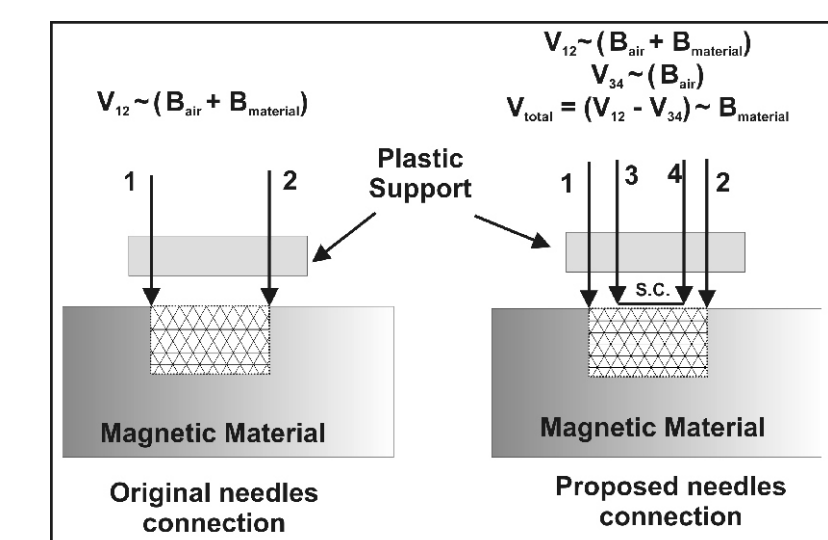 V12~( Bair + Bmaterial)
1
2
Magnetic Material
Original needles
connection
Plastic
Support
V12~( Bair + Bmaterial)
V34~( Bair)
Vtotal = (V12 - V34) ~ Bmaterial
1
3
4
2
S.C.
Magnetic Material
Proposed needles
connection